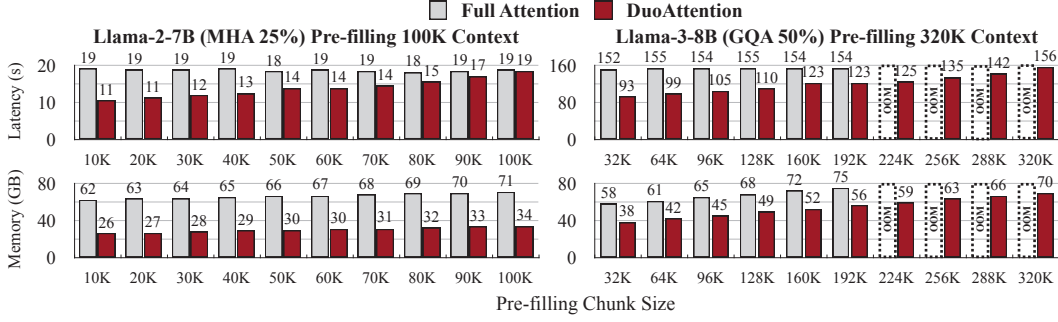 Full Attention DuoAttention
Llama-2-7B (MHA 25%) Pre-filling 100K Context
Latency (s)
20
10
0
19 19 19 19 18 19 19 18 19 19
11 11 12 13 14 14 14 15 17 19
10K 20K 30K 40K 50K 60K 70K 80K 90K 100K
Memory (GB)
80
40
0
62 63 64 65 66 67 68 69 70 71
26 27 28 29 30 30 31 32 33 34
10K 20K 30K 40K 50K 60K 70K 80K 90K 100K
Llama-3-8B (GQA 50%) Pre-filling 320K Context
160
80
0
152 155 154 155 154 154 OOM OOM OOM OOM
93 99 105 110 123 123 125 135 142 156
32K 64K 96K 128K 160K 192K 224K 256K 288K 320K
80
40
0
58 61 65 68 72 75 OOM OOM OOM OOM
38 42 45 49 52 56 59 63 66 70
32K 64K 96K 128K 160K 192K 224K 256K 288K 320K
Pre-filling Chunk Size